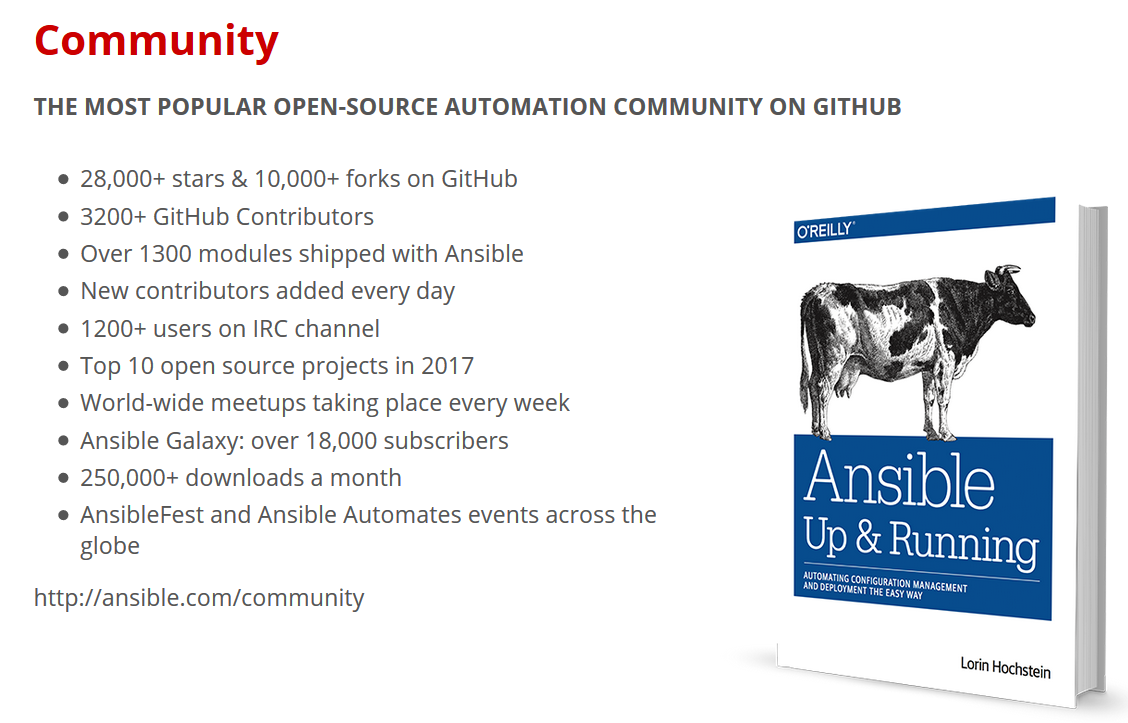 Community
THE MOST POPULAR OPEN-SOURCE AUTOMATION COMMUNITY ON GITHUB
• 28,000+ stars & 10,000+ forks on GitHub
• 3200+ GitHub Contributors
• Over 1300 modules shipped with Ansible
• New contributors added every day
• 1200+ users on IRC channel
• Top 10 open source projects in 2017
• World-wide meetups taking place every week
• Ansible Galaxy: over 18,000 subscribers
• 250,000+ downloads a month
• AnsibleFest and Ansible Automates events across the
globe
http://ansible.com/community
O'REILLY®
Ansible
Up & Running
AUTOMATING CONFIGURATION MANAGEMENT
AND DEPLOYMENT THE EASY WAY
Lorin Hochstein